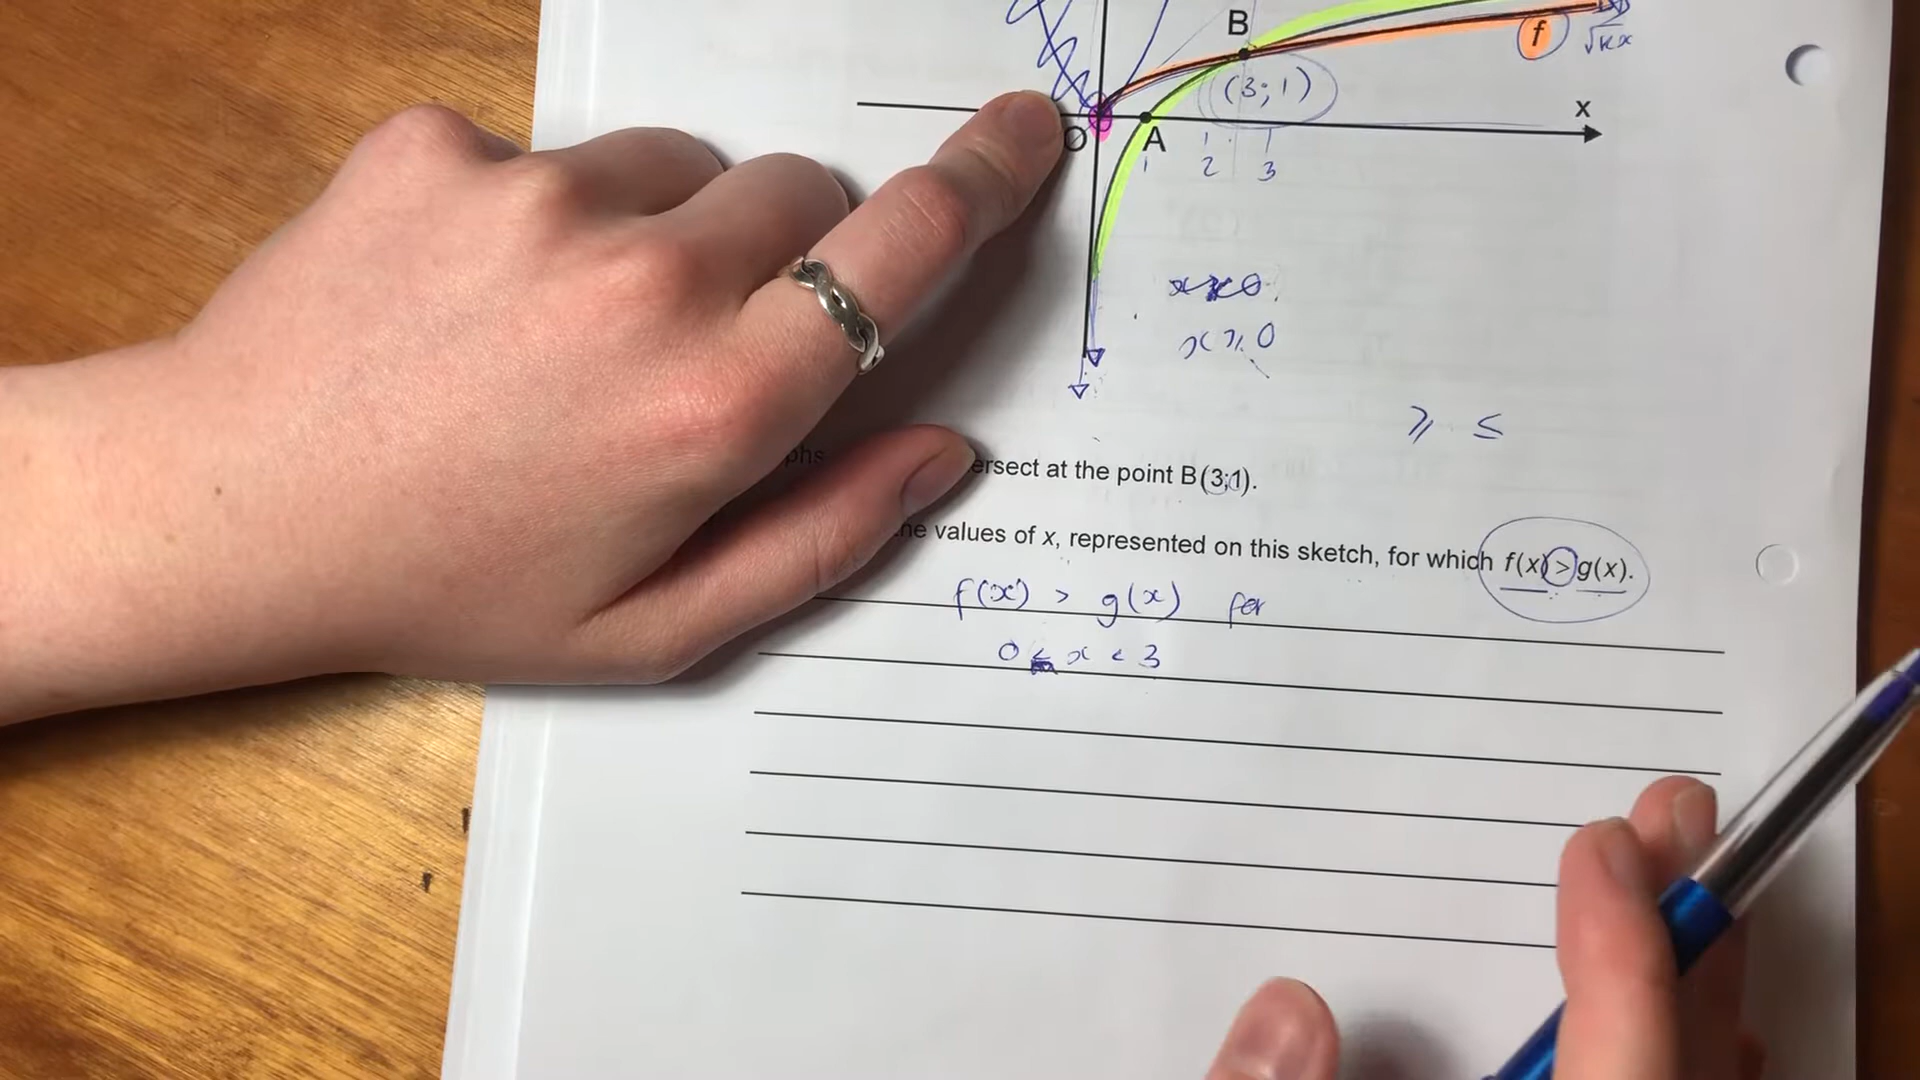 B
f
√kx
(3; 1)
x
O
A
1
2
3
x ⩾ 0
⩾ ≤
phs ersect at the point B(3;1).
he values of x, represented on this sketch, for which f(x) > g(x).
f(x) > g(x) for
0 < x < 3